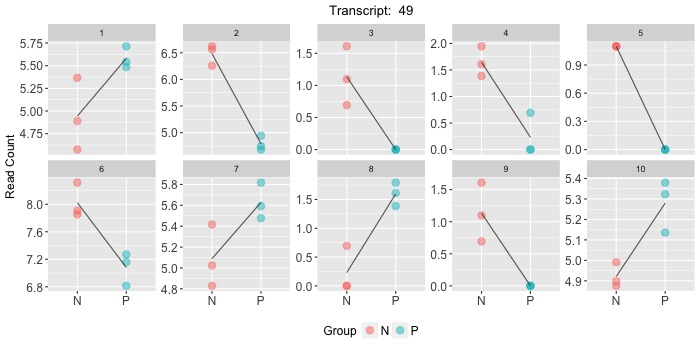 Transcript: 49
1 2 3 4 5
5.75 6.5 1.5 2.0 0.9
5.50 6.0 1.0 1.5 0.6
5.25 5.5 0.5 1.0 0.3
5.00 5.0 0.0 0.5 0.0
4.75 0.0
Read Count
6 7 8 9 10
8.0 5.8 1.5 1.5 5.4
7.6 5.6 1.0 1.0 5.3
7.2 5.4 0.5 0.5 5.2
6.8 5.2 0.0 0.0 5.1
5.0 5.0
4.8 4.9
N P N P N P N P N P
Group N P